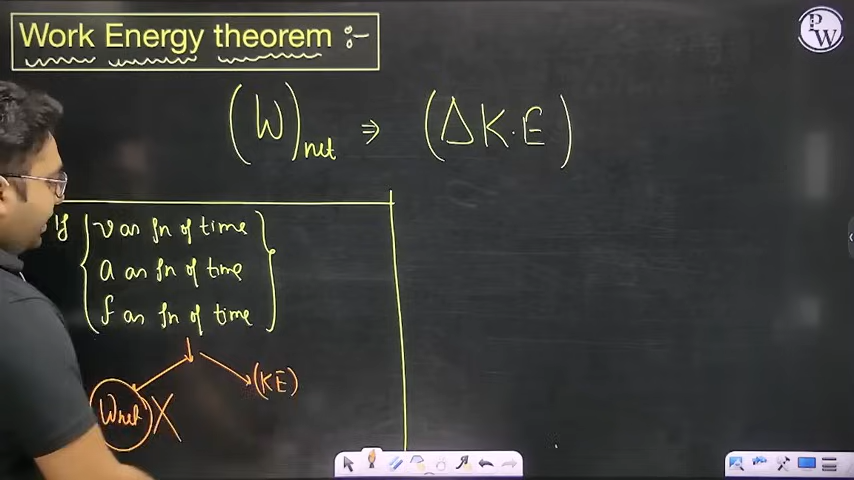 Work Energy theorem :-
PW
(W)net ⇒ (ΔK.E)
If { v as fn of time
a as fn of time
f as fn of time }
(KE)
Wnet X